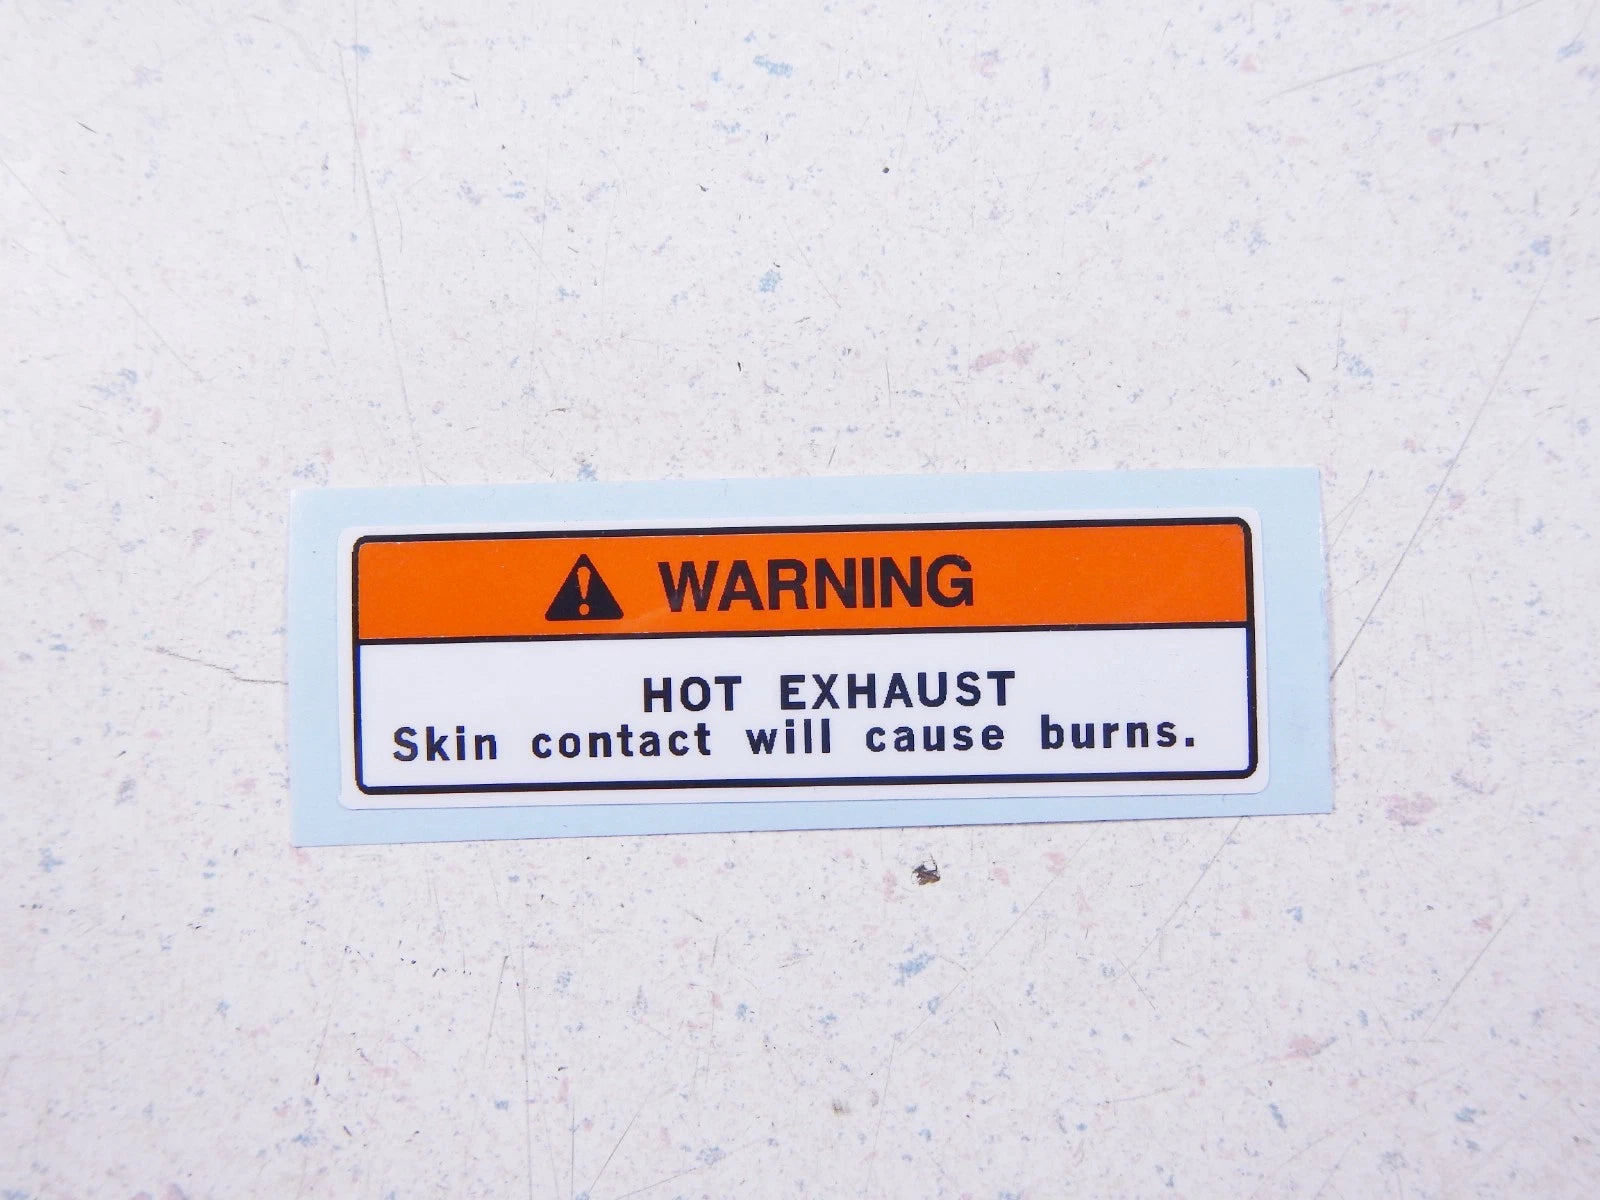 WARNING
HOT EXHAUST
Skin contact will cause burns.